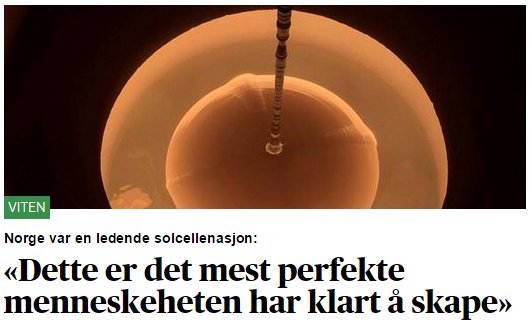 VITEN
Norge var en ledende solcellenasjon:
«Dette er det mest perfekte
menneskeheten har klart å skape»